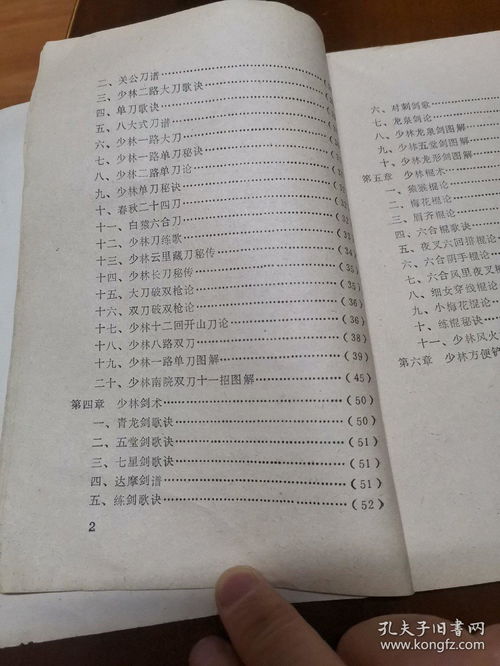 二、关公刀谱
三、少林二路大刀歌诀
四、单刀歌诀
五、八大式刀谱
六、少林一路大刀
七、少林一路单刀秘诀
八、少林二路单刀论
九、少林单刀秘诀
十、春秋二十四刀
十一、白猿六合刀
十二、少林刀练歌
十三、少林云里藏刀秘传
十四、少林长刀秘传
十五、大刀破双枪论
十六、双刀破双枪论(36)
十七、少林十二回开山刀论(36)
十八、少林八路双刀(38)
十九、少林一路单刀图解(39)
二十、少林南院双刀十一招图解(45)
第四章 少林剑术(50)
一、青龙剑歌诀(50)
二、五堂剑歌诀(51)
三、七星剑歌诀(51)
四、达摩剑谱(51)
五、练剑歌诀(52)
2
六、对刺剑歌
七、龙泉剑论
八、少林龙泉剑图解
九、少林五堂剑图解
十、少林龙形剑图解
第五章 少林棍术
一、猿猴棍论
二、梅花棍论
三、眉齐棍论
四、六合棍歌诀
五、夜叉六回排棍论
六、六合阴手棍论
七、六合风里夜叉棍
八、细女穿线棍论
九、小梅花棍论
十、练棍秘诀
十一、少林风火
第六章 少林方便铲
孔夫子旧书网
www.kongfz.com